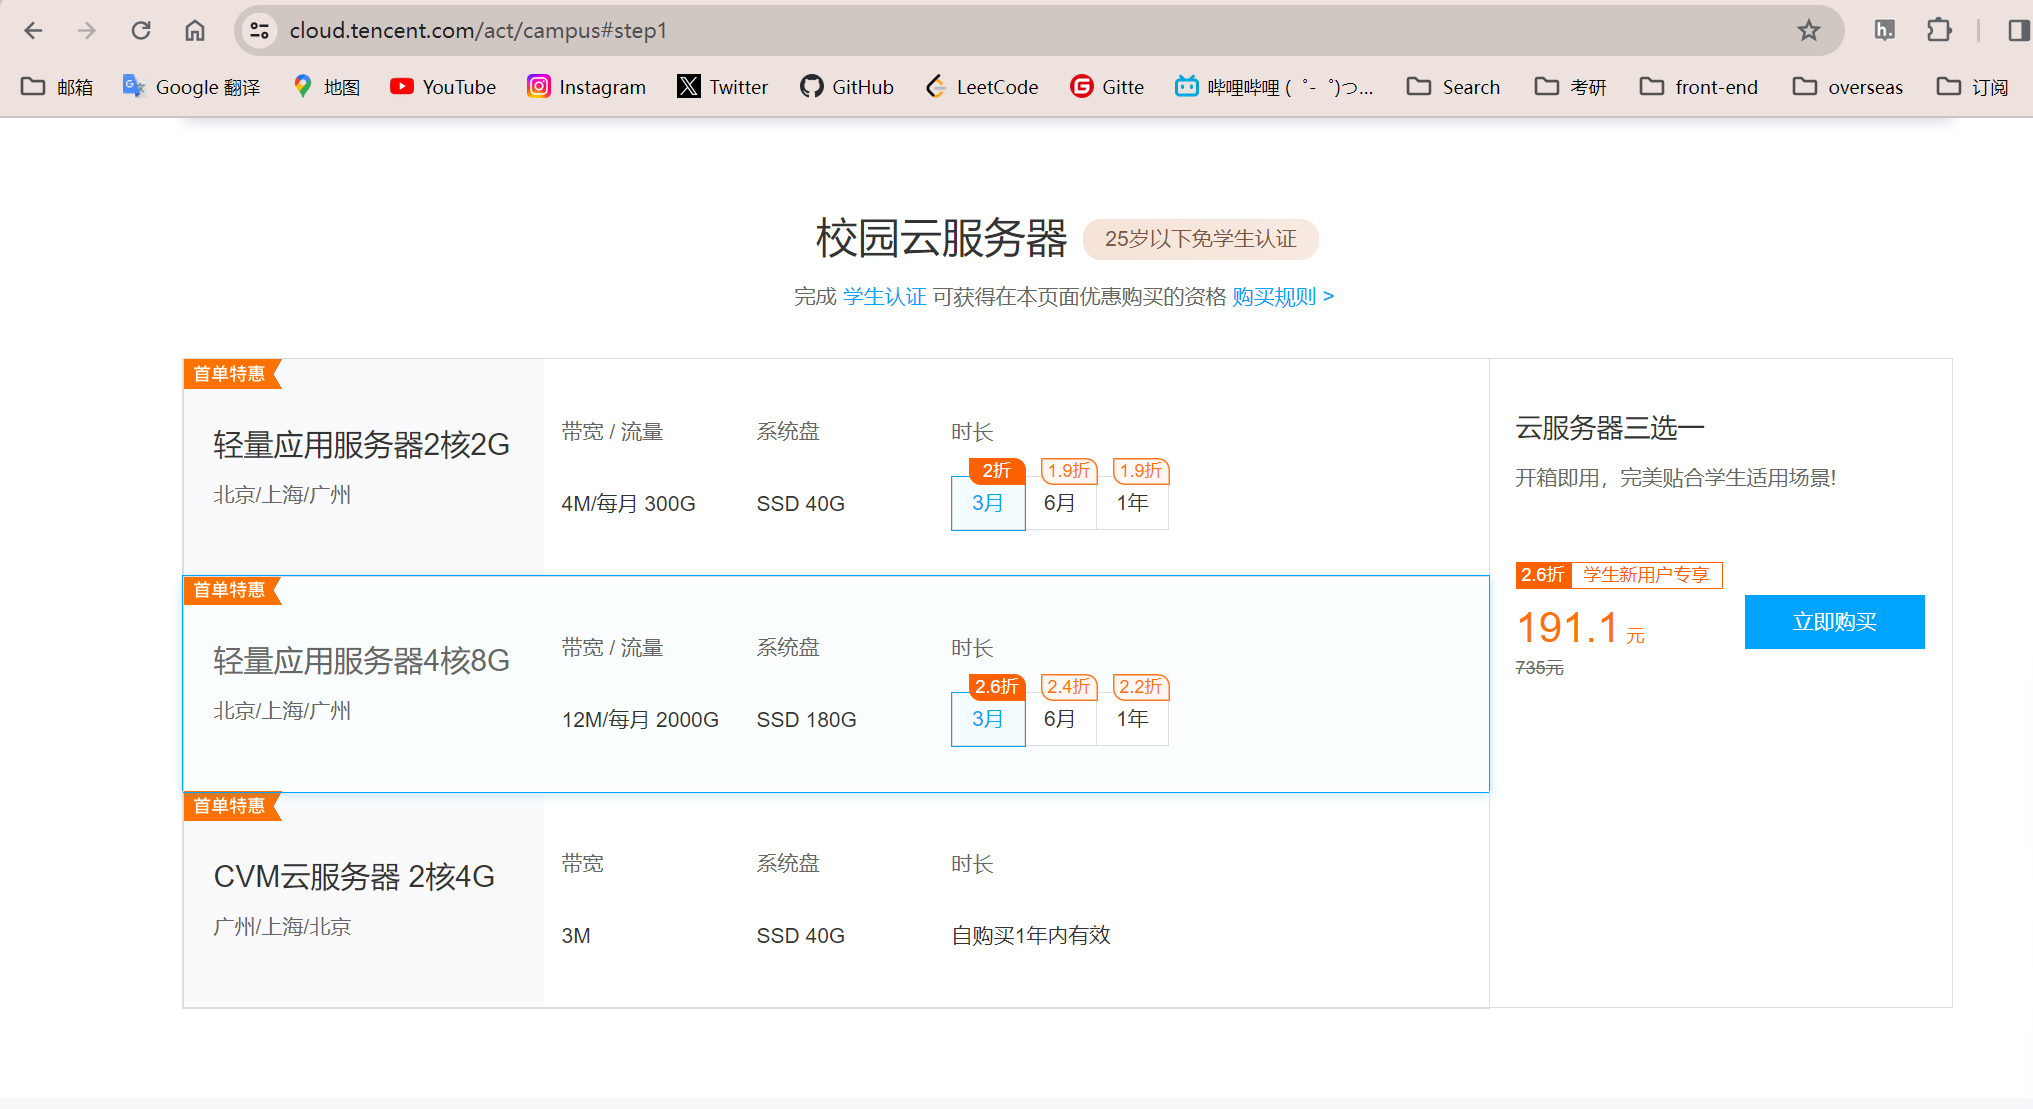 cloud.tencent.com/act/campus#step1
h.
邮箱 Google 翻译 地图 YouTube Instagram Twitter GitHub LeetCode Gitte 哔哩哔哩 (゜-゜)つ... Search 考研 front-end overseas 订阅
校园云服务器 25岁以下免学生认证
完成 学生认证 可获得在本页面优惠购买的资格 购买规则 >
首单特惠
轻量应用服务器2核2G
北京/上海/广州
带宽 / 流量 系统盘 时长
2折 1.9折 1.9折
4M/每月 300G SSD 40G 3月 6月 1年
首单特惠
轻量应用服务器4核8G
北京/上海/广州
带宽 / 流量 系统盘 时长
2.6折 2.4折 2.2折
12M/每月 2000G SSD 180G 3月 6月 1年
首单特惠
CVM云服务器 2核4G
广州/上海/北京
带宽 系统盘 时长
3M SSD 40G 自购买1年内有效
云服务器三选一
开箱即用，完美贴合学生适用场景!
2.6折 学生新用户专享
191.1 元
735元
立即购买